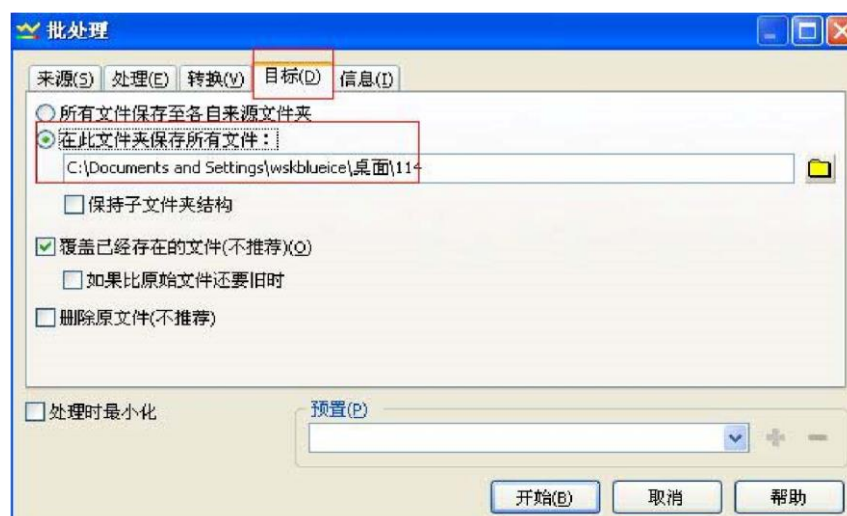 批处理
来源(S) 处理(E) 转换(V) 目标(D) 信息(I)
所有文件保存至各自来源文件夹
在此文件夹保存所有文件：
C:\Documents and Settings\wskblueice\桌面\114
保持子文件夹结构
覆盖已经存在的文件(不推荐)(O)
如果比原始文件还要旧时
删除原文件(不推荐)
处理时最小化
预置(P)
开始(B) 取消 帮助